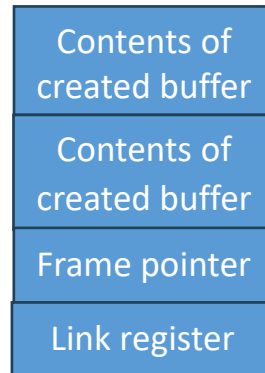 Contents of
created buffer
Contents of
created buffer
Frame pointer
Link register